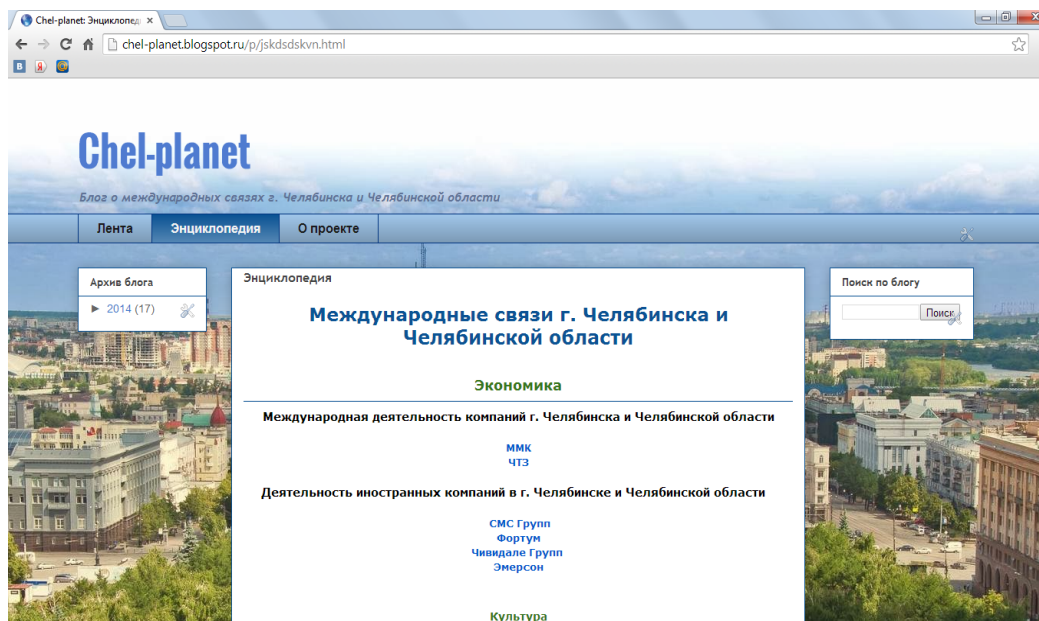 Chel-planet: Энциклопед
chel-planet.blogspot.ru/p/jskdsdskvn.html
Chel-planet
Блог о международных связях г. Челябинска и Челябинской области
Лента Энциклопедия О проекте
Архив блога
► 2014 (17)
Энциклопедия
Международные связи г. Челябинска и
Челябинской области
Экономика
Международная деятельность компаний г. Челябинска и Челябинской области
ММК
ЧТЗ
Деятельность иностранных компаний в г. Челябинске и Челябинской области
СМС Групп
Фортум
Чивидале Групп
Эмерсон
Культура
Поиск по блогу
Поиск